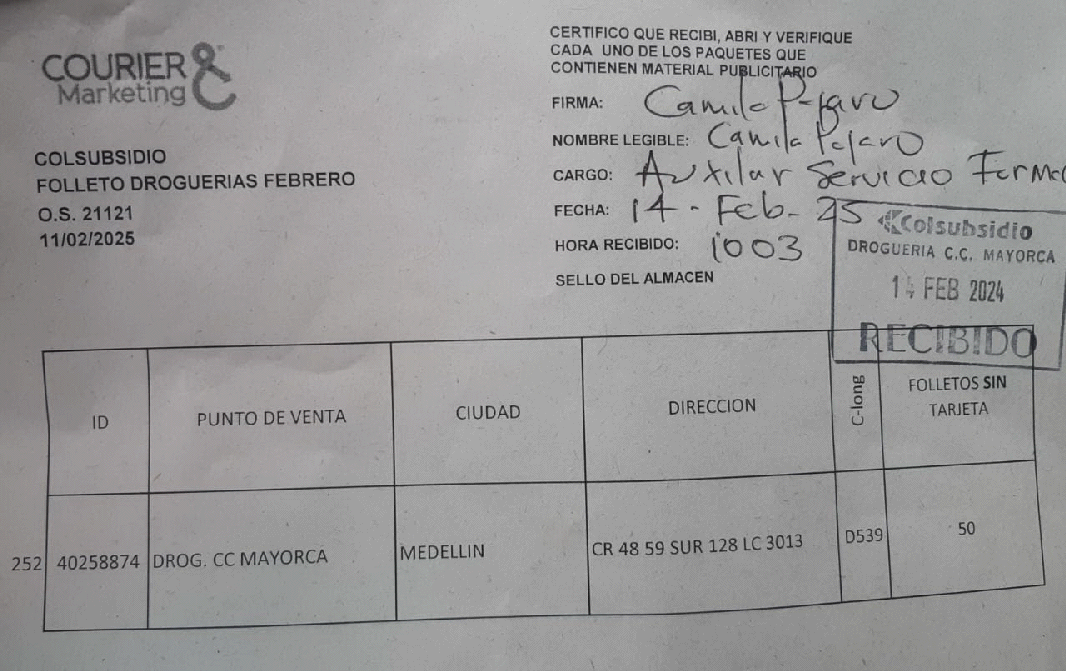 COURIER &
Marketing
COLSUBSIDIO
FOLLETO DROGUERIAS FEBRERO
O.S. 21121
11/02/2025
CERTIFICO QUE RECIBI, ABRI Y VERIFIQUE
CADA UNO DE LOS PAQUETES QUE
CONTIENEN MATERIAL PUBLICITARIO
FIRMA: Camila Pajaro
NOMBRE LEGIBLE: Camila Pajaro
CARGO: Auxiliar Servicio
FECHA: 14 - Feb - 25
HORA RECIBIDO: 1003
SELLO DEL ALMACEN
Colsubsidio
DROGUERIA C.C. MAYORCA
14 FEB 2024
RECIBIDO
ID PUNTO DE VENTA CIUDAD DIRECCION C-long FOLLETOS SIN
TARJETA
252 40258874 DROG. CC MAYORCA MEDELLIN CR 48 59 SUR 128 LC 3013 D539 50